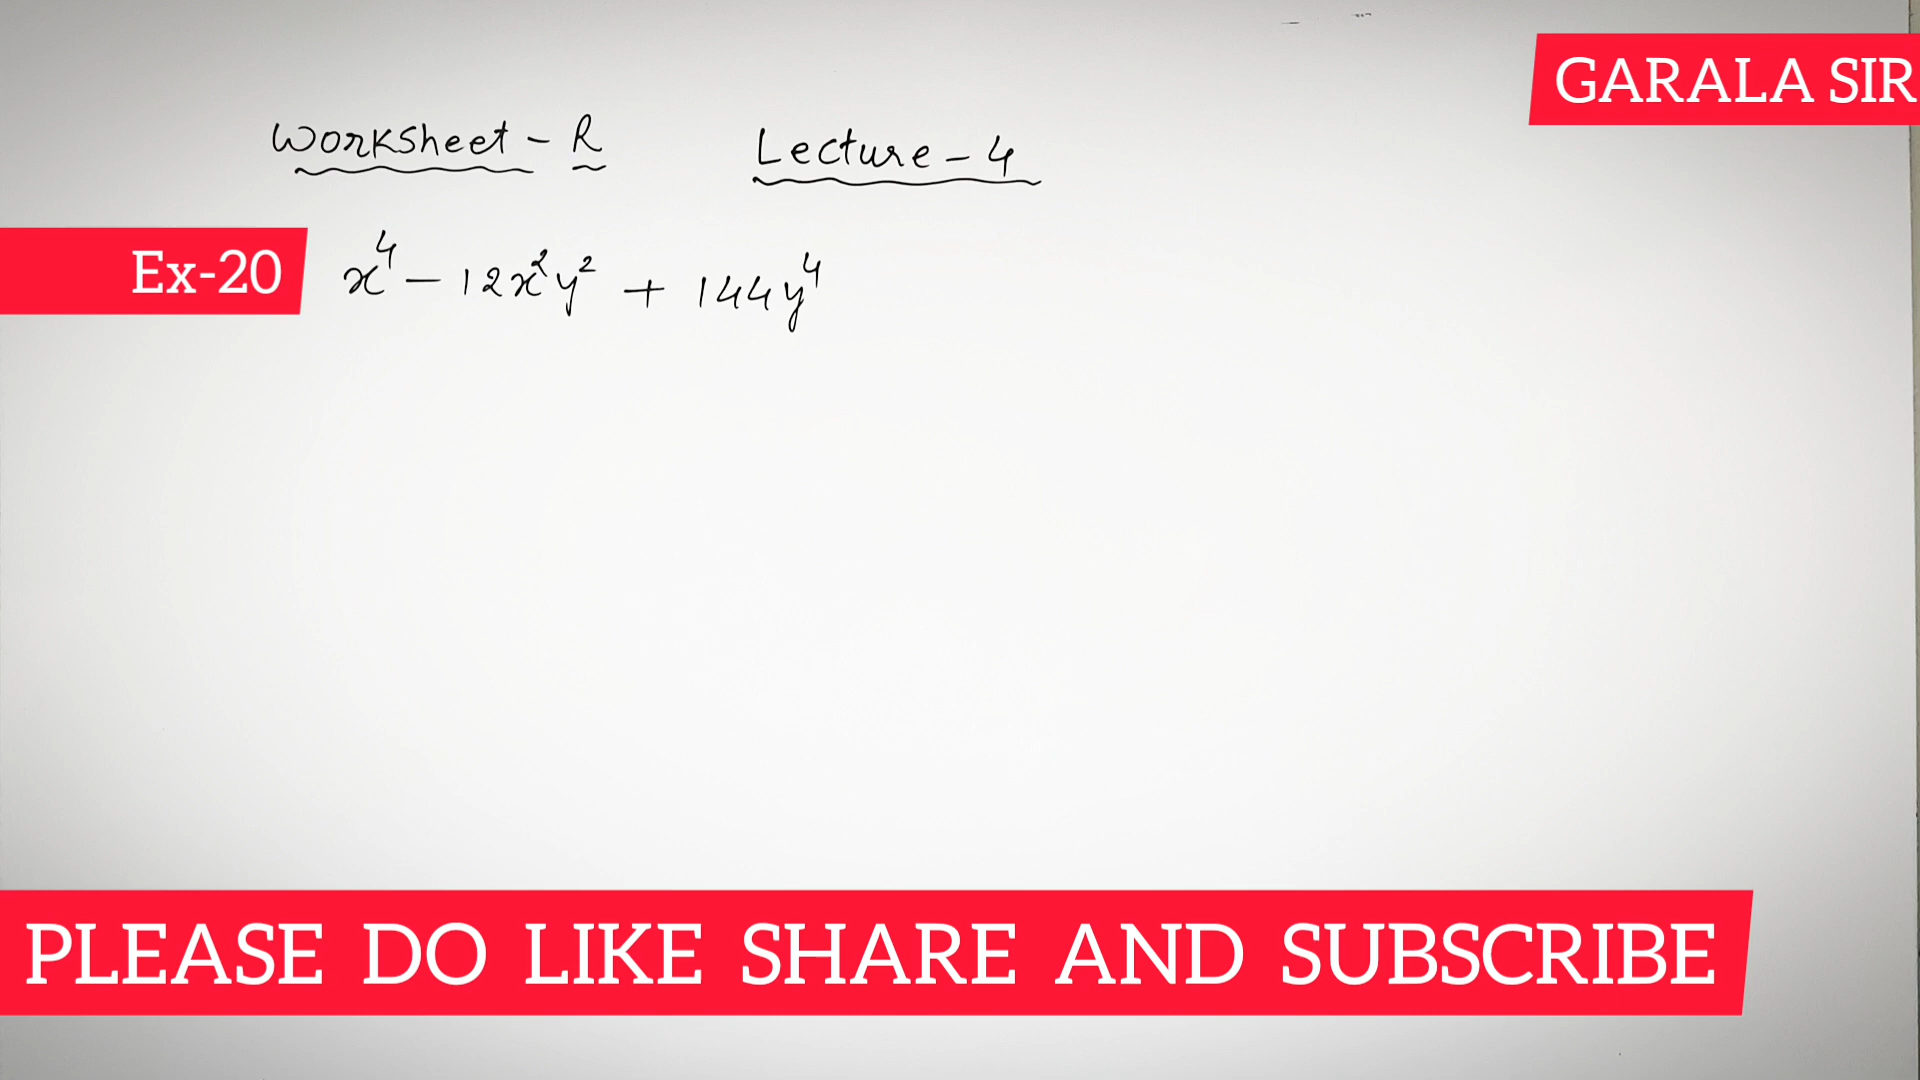 GARALA SIR
Worksheet - R Lecture - 4
Ex-20 x⁴ - 12x²y² + 144y⁴
PLEASE DO LIKE SHARE AND SUBSCRIBE